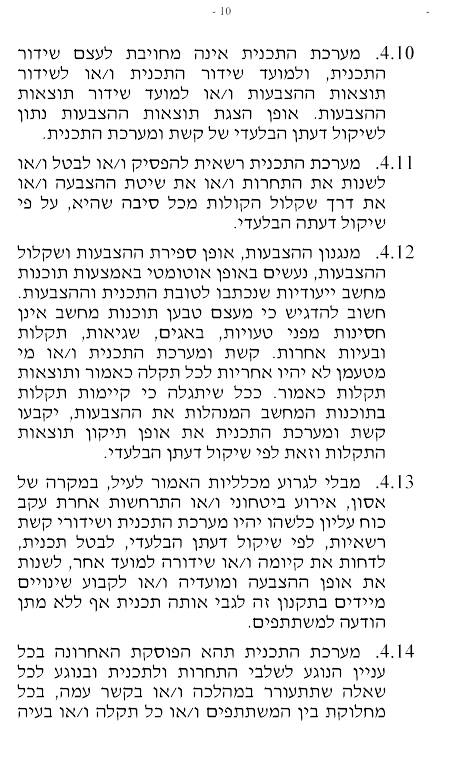 - 10 -
4.10. מערכת התכנית אינה מחויבת לעצם שידור
התכנית, ולמועד שידור התכנית ו/או לשידור
תוצאות ההצבעות ו/או למועד שידור תוצאות
ההצבעות. אופן הצגת תוצאות ההצבעות נתון
לשיקול דעתן הבלעדי של קשת ומערכת התכנית.
4.11. מערכת התכנית רשאית להפסיק ו/או לבטל ו/או
לשנות את התחרות ו/או את שיטת ההצבעה ו/או
את דרך שקלול הקולות מכל סיבה שהיא, על פי
שיקול דעתה הבלעדי.
4.12. מנגנון ההצבעות, אופן ספירת ההצבעות ושקלול
ההצבעות, נעשים באופן אוטומטי באמצעות תוכנות
מחשב ייעודיות שנכתבו לטובת התכנית וההצבעות.
חשוב להדגיש כי מעצם טבען תוכנות מחשב אינן
חסינות מפני טעויות, באגים, שגיאות, תקלות
ובעיות אחרות. קשת ומערכת התכנית ו/או מי
מטעמן לא יהיו אחריות לכל תקלה כאמור ותוצאות
תקלות כאמור. ככל שיתגלה כי קיימות תקלות
בתוכנות המחשב המנהלות את ההצבעות, יקבעו
קשת ומערכת התכנית את אופן תיקון תוצאות
התקלות וזאת לפי שיקול דעתן הבלעדי.
4.13. מבלי לגרוע מכלליות האמור לעיל, במקרה של
אסון, אירוע ביטחוני ו/או התרחשות אחרת עקב
כוח עליון כלשהו יהיו מערכת התכנית ושידורי קשת
רשאיות, לפי שיקול דעתן הבלעדי, לבטל תכנית,
לדחות את קיומה ו/או שידורה למועד אחר, לשנות
את אופן ההצבעה ומועדיה ו/או לקבוע שינויים
מיידים בתקנון זה לגבי אותה תכנית אף ללא מתן
הודעה למשתתפים.
4.14. מערכת התכנית תהא הפוסקת האחרונה בכל
עניין הנוגע לשלבי התחרות ולתכנית ובנוגע לכל
שאלה שתתעורר במהלכה ו/או בקשר עמה, בכל
מחלוקת בין המשתתפים ו/או כל תקלה ו/או בעיה